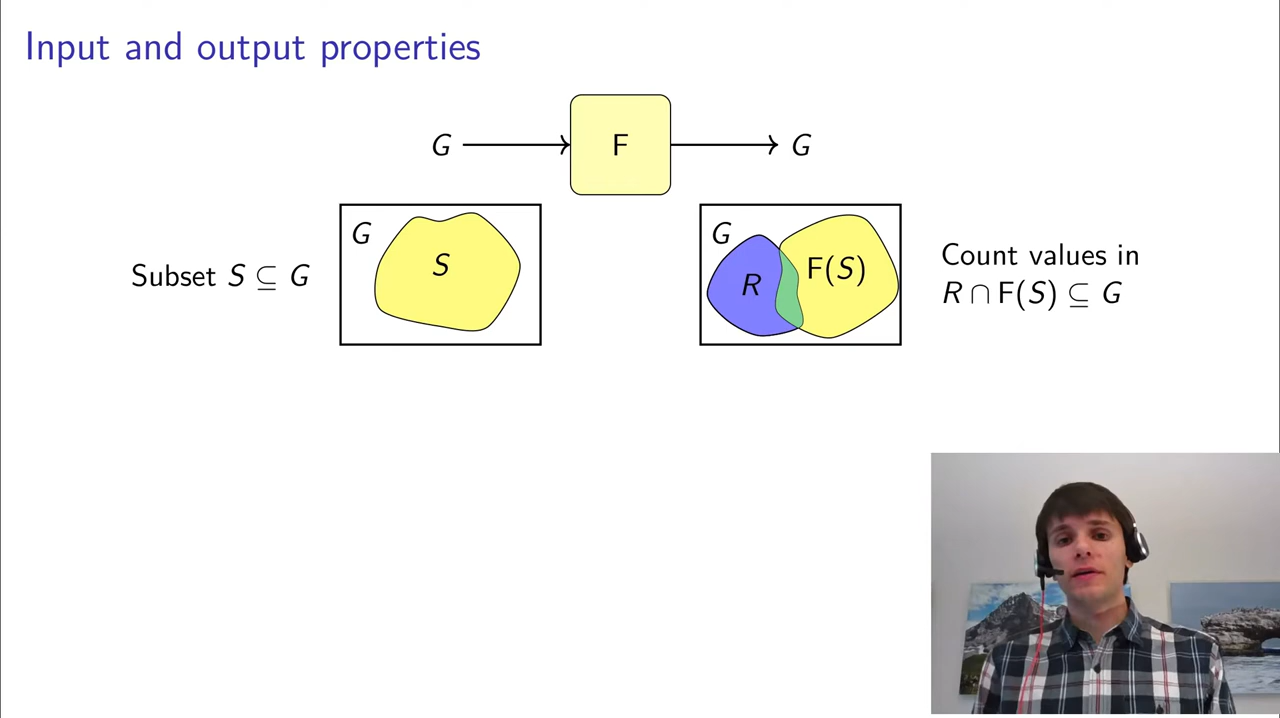 Input and output properties
G F G
G
S
Subset S ⊆ G
G
R
F(S)
Count values in
R ∩ F(S) ⊆ G